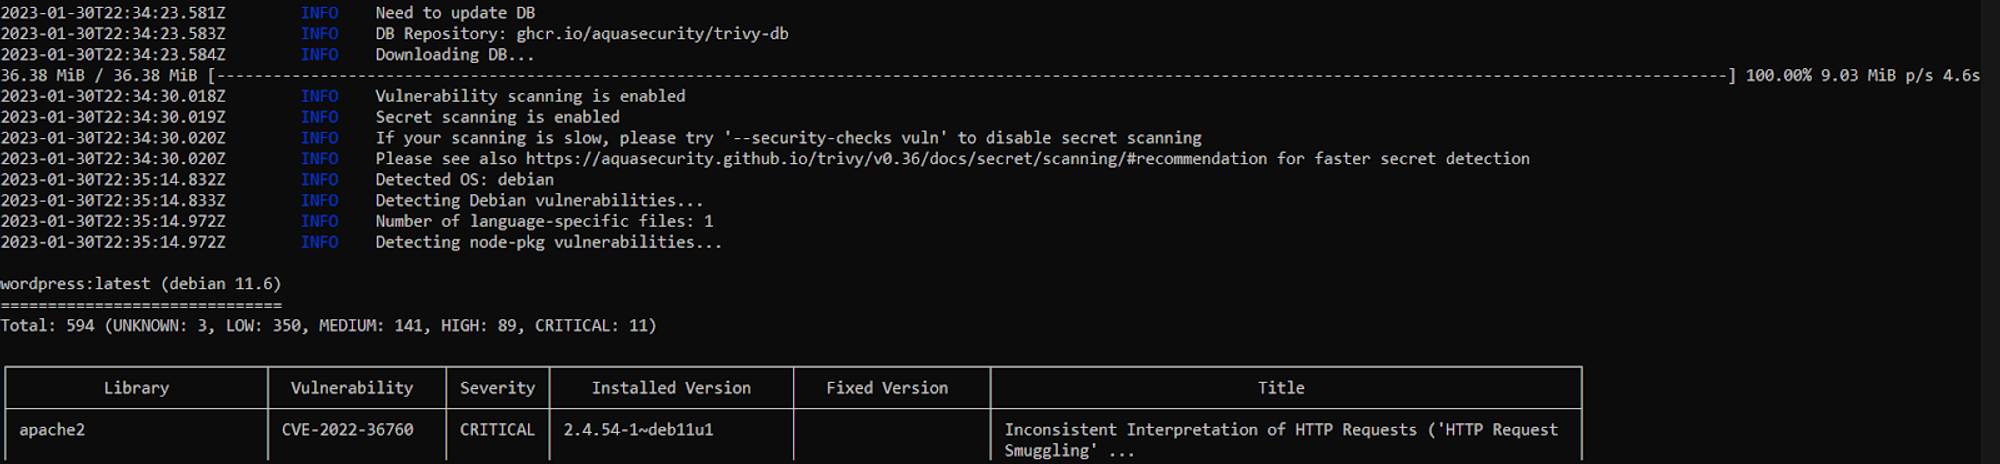 2023-01-30T22:34:23.581Z INFO Need to update DB
2023-01-30T22:34:23.583Z INFO DB Repository: ghcr.io/aquasecurity/trivy-db
2023-01-30T22:34:23.584Z INFO Downloading DB...
36.38 MiB / 36.38 MiB [-----------------------------------------------------------------------------------------------------------------------------------------------------------------] 100.00% 9.03 MiB p/s 4.6s
2023-01-30T22:34:30.018Z INFO Vulnerability scanning is enabled
2023-01-30T22:34:30.019Z INFO Secret scanning is enabled
2023-01-30T22:34:30.020Z INFO If your scanning is slow, please try '--security-checks vuln' to disable secret scanning
2023-01-30T22:34:30.020Z INFO Please see also https://aquasecurity.github.io/trivy/v0.36/docs/secret/scanning/#recommendation for faster secret detection
2023-01-30T22:35:14.832Z INFO Detected OS: debian
2023-01-30T22:35:14.833Z INFO Detecting Debian vulnerabilities...
2023-01-30T22:35:14.972Z INFO Number of language-specific files: 1
2023-01-30T22:35:14.972Z INFO Detecting node-pkg vulnerabilities...
wordpress:latest (debian 11.6)
==============================
Total: 594 (UNKNOWN: 3, LOW: 350, MEDIUM: 141, HIGH: 89, CRITICAL: 11)
Library Vulnerability Severity Installed Version Fixed Version Title
apache2 CVE-2022-36760 CRITICAL 2.4.54-1~deb11u1 Inconsistent Interpretation of HTTP Requests ('HTTP Request
Smuggling' ...